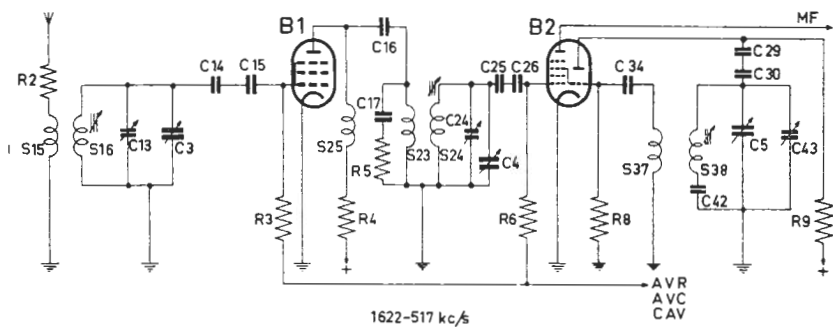 B1
B2
MF
C14
C15
C16
C25
C26
C34
C29
C30
R2
S15
S16
C13
C3
C17
S25
R5
S23
S24
C24
C4
S37
S38
C5
C43
C42
R3
R4
R6
R8
R9
+
+
AVR
AVC
CAV
1622-517 kc/s